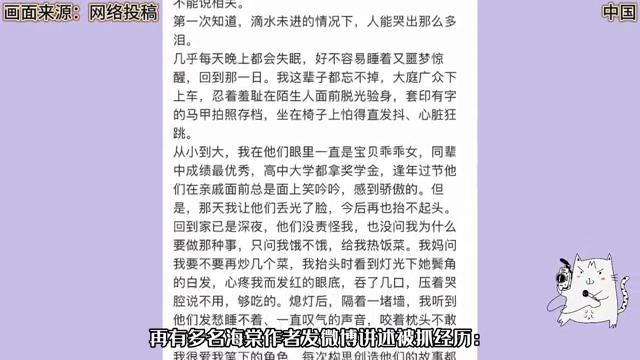 画面来源：网络投稿
中国
不能说相关。
第一次知道，滴水未进的情况下，人能哭出那么多
泪。
几乎每天晚上都会失眠，好不容易睡着又噩梦惊
醒，回到那一日。我这辈子都忘不掉，大庭广众下
上车，忍着羞耻在陌生人面前脱光验身，套印有字
的马甲拍照存档，坐在椅子上怕得直发抖、心脏狂
跳。
从小到大，我在他们眼里一直是宝贝乖乖女，同辈
中成绩最优秀，高中大学都拿奖学金，逢年过节他
们在亲戚面前总是面上笑吟吟，感到骄傲的。但
是，那天我让他们丢光了脸，今后再也抬不起头。
回到家已是深夜，他们没责怪我，也没问我为什么
要做那种事，只问我饿不饿，给我热饭菜。我妈问
我要不要再炒几个菜，我抬头时看到灯光下她鬓角
的白发，心疼我而发红的眼底，吞了几口，压着哭
腔说不用，够吃的。熄灯后，隔着一堵墙，我听到
他们发愁睡不着、一直叹气的声音，咬着枕头不敢
再有多名海棠作者发微博讲述被抓经历：
我很爱我笔下的角色，每次构思创造他们的故事都